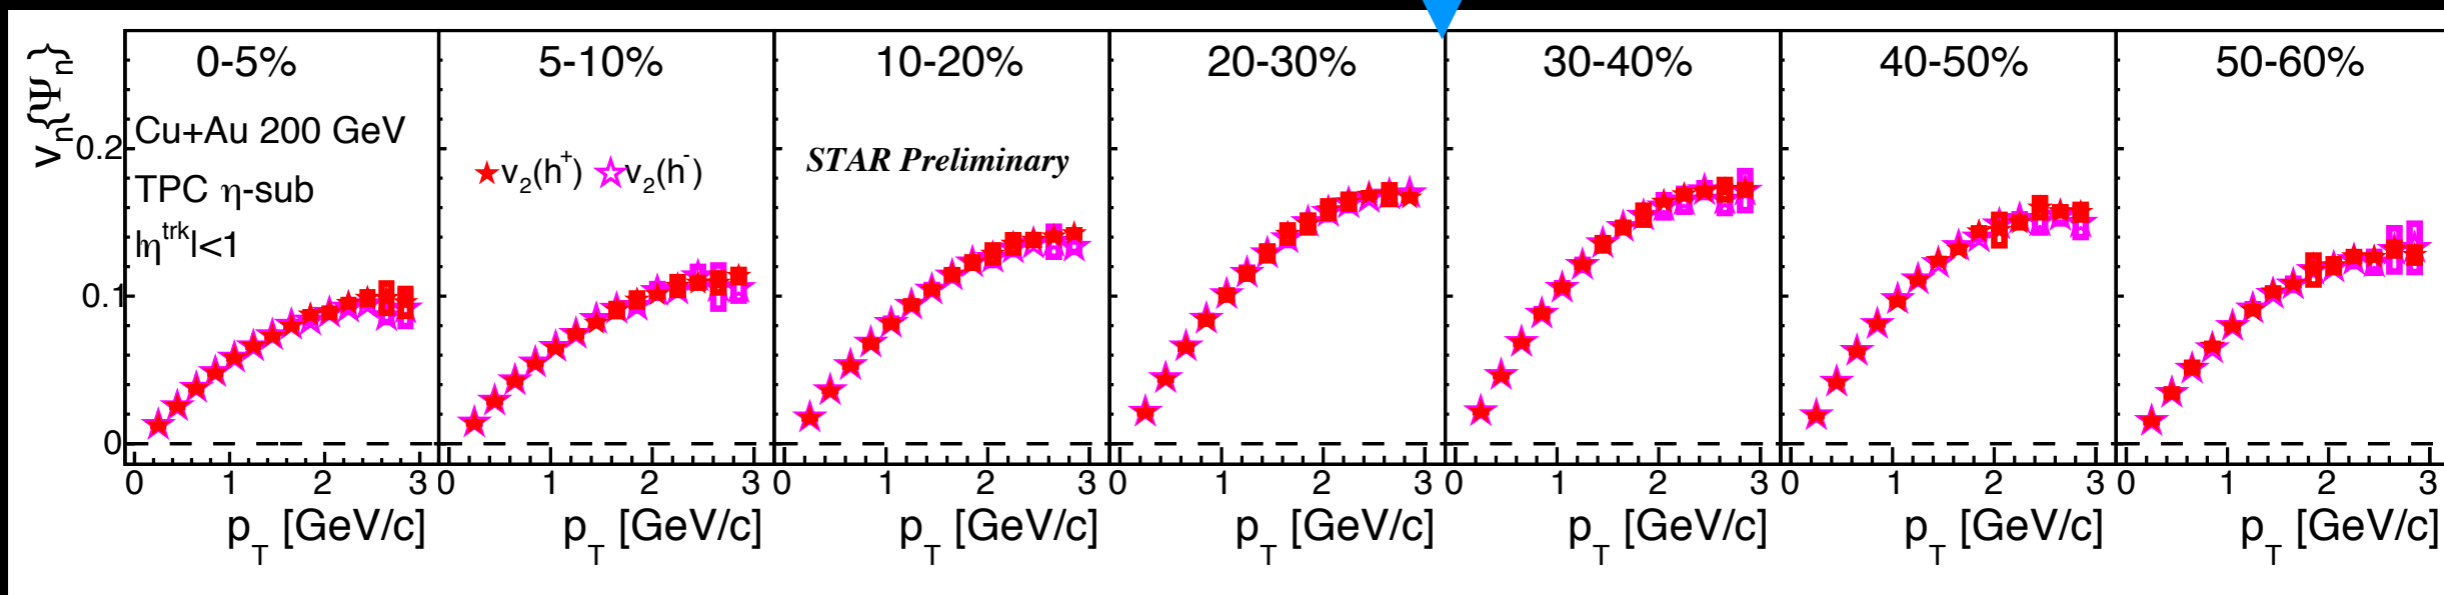 0-5% 5-10% 10-20% 20-30% 30-40% 40-50% 50-60%
v_n{Ψ_n}
Cu+Au 200 GeV
TPC η-sub
|η^trk|<1
v_2(h^+) v_2(h^-)
STAR Preliminary
0.2
0.1
0
0 1 2 3 0 1 2 3 0 1 2 3 0 1 2 3 0 1 2 3 0 1 2 3 0 1 2 3
p_T [GeV/c] p_T [GeV/c] p_T [GeV/c] p_T [GeV/c] p_T [GeV/c] p_T [GeV/c] p_T [GeV/c]